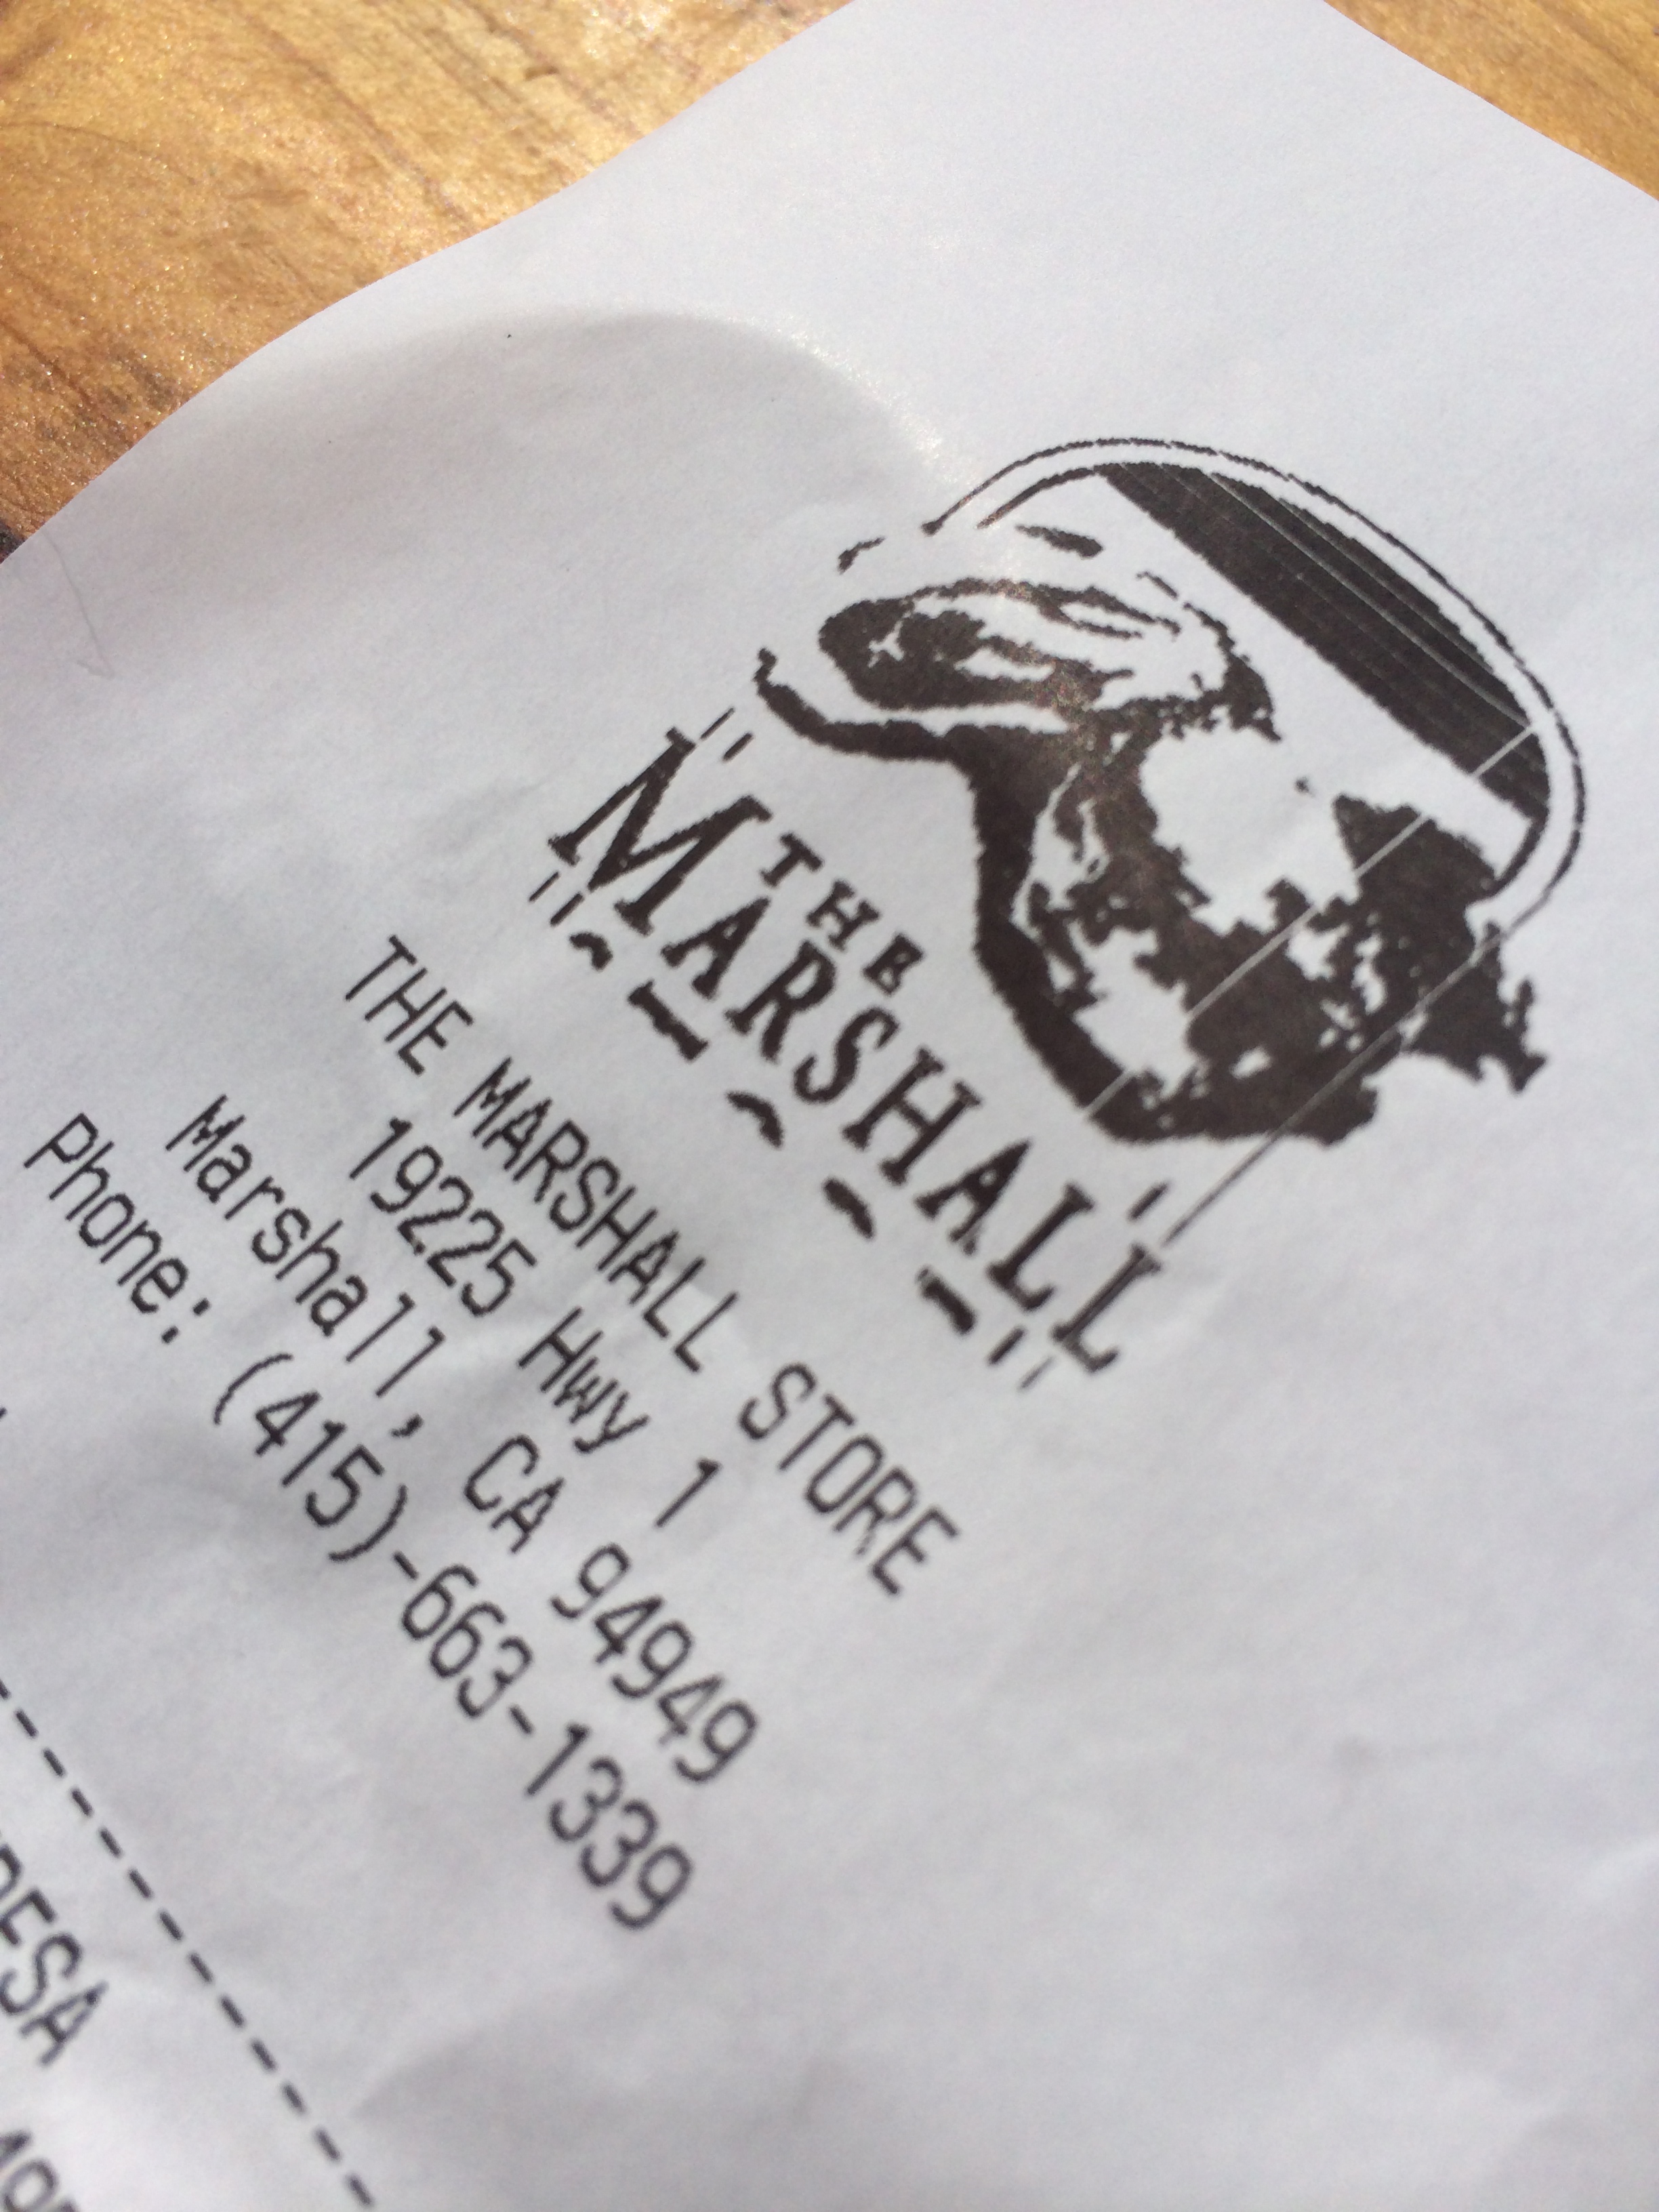 THE
MARSHALL
THE MARSHALL STORE
19225 Hwy 1
Marshall, CA 94949
Phone: (415)-663-1339